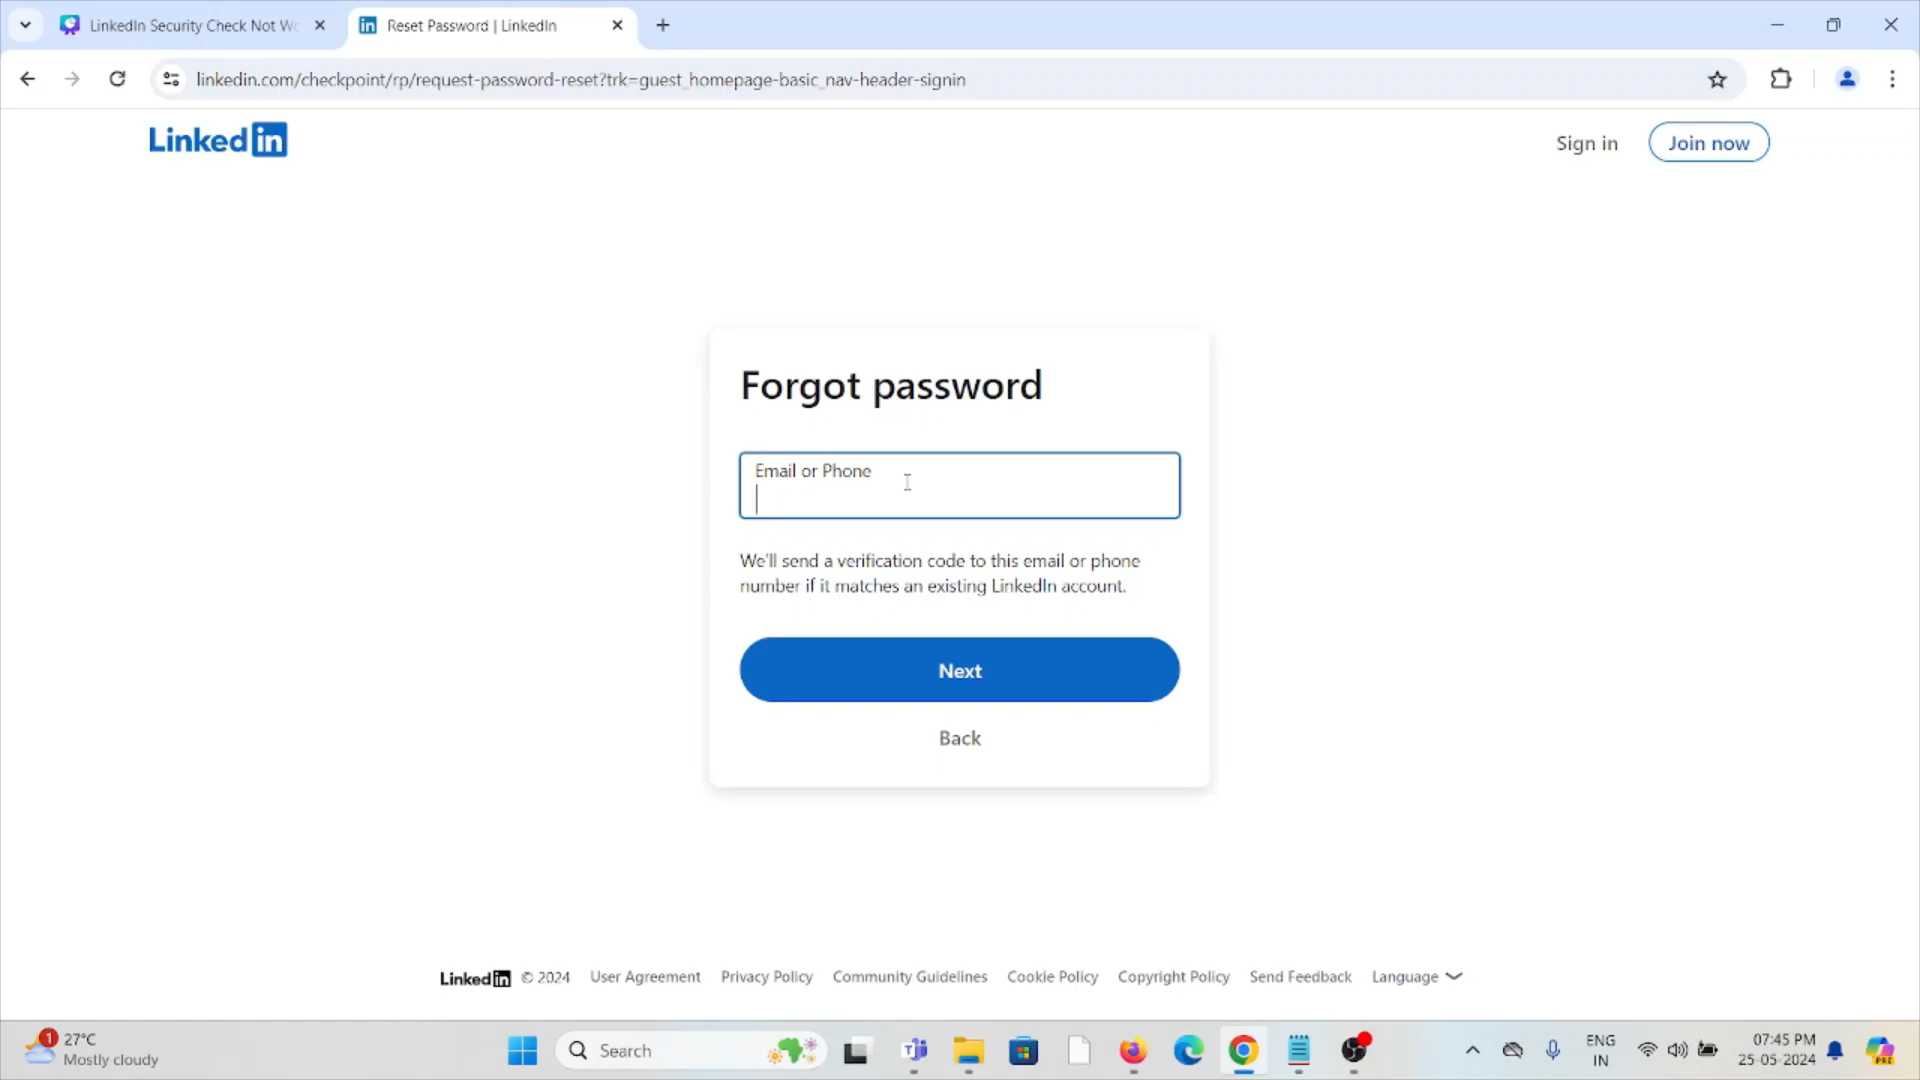 LinkedIn Security Check Not Wo
Reset Password | LinkedIn
linkedin.com/checkpoint/rp/request-password-reset?trk=guest_homepage-basic_nav-header-signin
Linked in
Sign in
Join now
Forgot password
Email or Phone
We'll send a verification code to this email or phone
number if it matches an existing LinkedIn account.
Next
Back
Linked in © 2024 User Agreement Privacy Policy Community Guidelines Cookie Policy Copyright Policy Send Feedback Language
1
27°C
Mostly cloudy
Search
ENG
IN
07:45 PM
25-05-2024
PRE